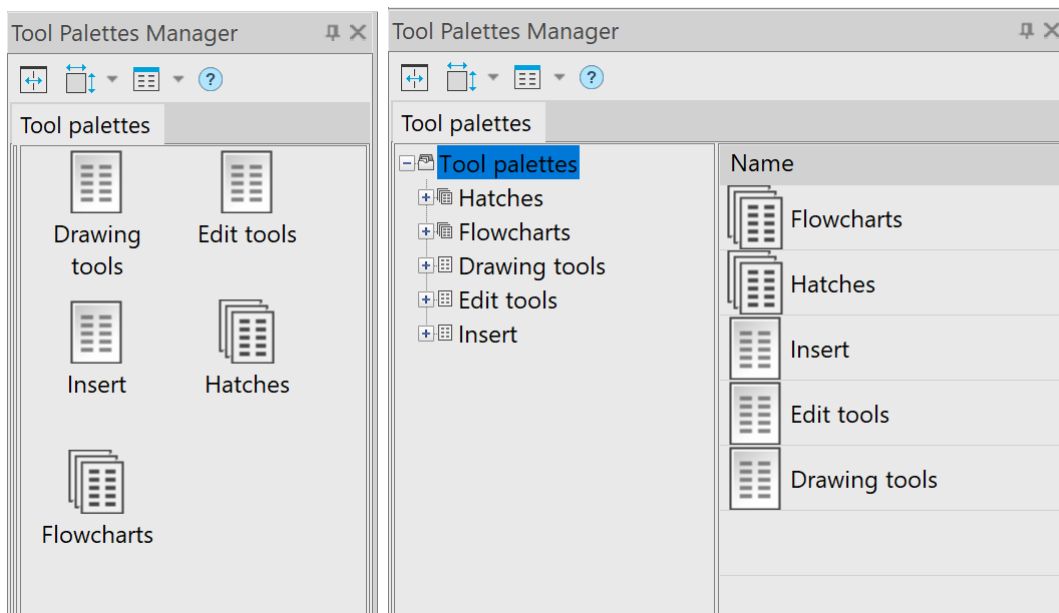 Tool Palettes Manager
?
Tool palettes
Drawing
tools
Edit tools
Insert
Hatches
Flowcharts
Tool Palettes Manager
?
Tool palettes
Tool palettes
Hatches
Flowcharts
Drawing tools
Edit tools
Insert
Name
Flowcharts
Hatches
Insert
Edit tools
Drawing tools